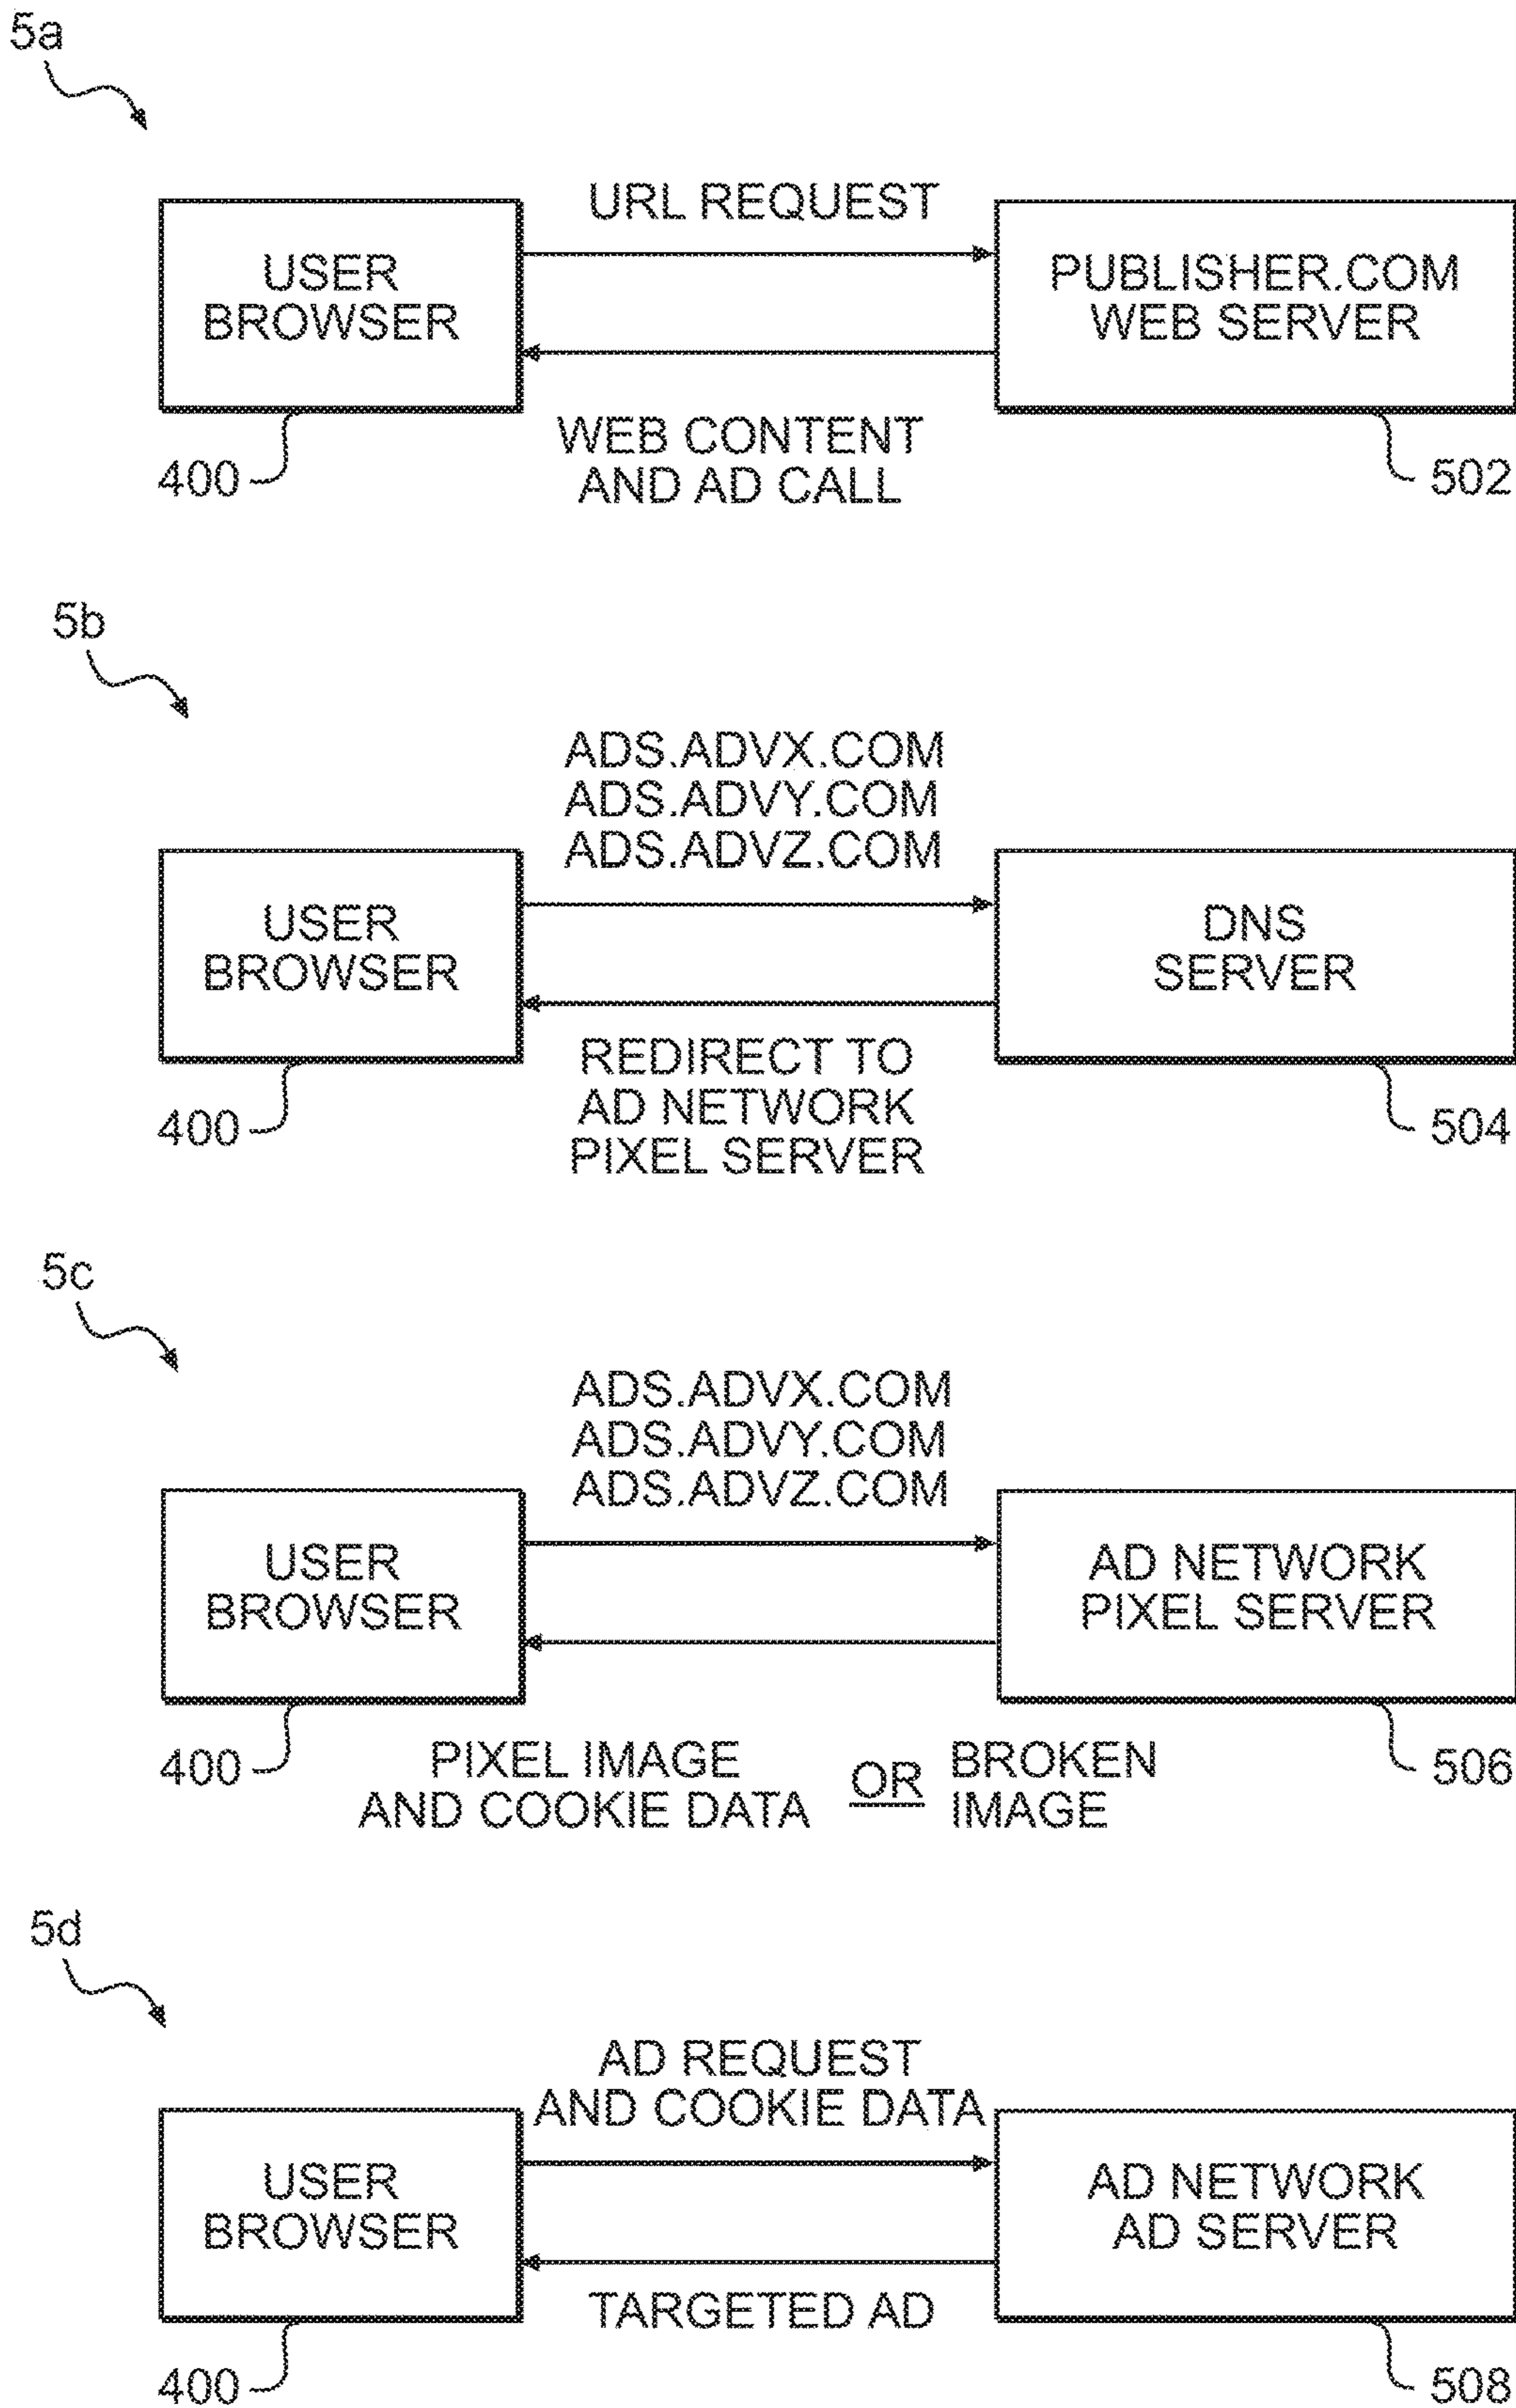 5a
URL REQUEST
USER
BROWSER
PUBLISHER.COM
WEB SERVER
WEB CONTENT
AND AD CALL
400
502
5b
ADS.ADVX.COM
ADS.ADVY.COM
ADS.ADVZ.COM
USER
BROWSER
DNS
SERVER
REDIRECT TO
AD NETWORK
PIXEL SERVER
400
504
5c
ADS.ADVX.COM
ADS.ADVY.COM
ADS.ADVZ.COM
USER
BROWSER
AD NETWORK
PIXEL SERVER
400
PIXEL IMAGE
AND COOKIE DATA
OR
BROKEN
IMAGE
506
5d
AD REQUEST
AND COOKIE DATA
USER
BROWSER
AD NETWORK
AD SERVER
TARGETED AD
400
508